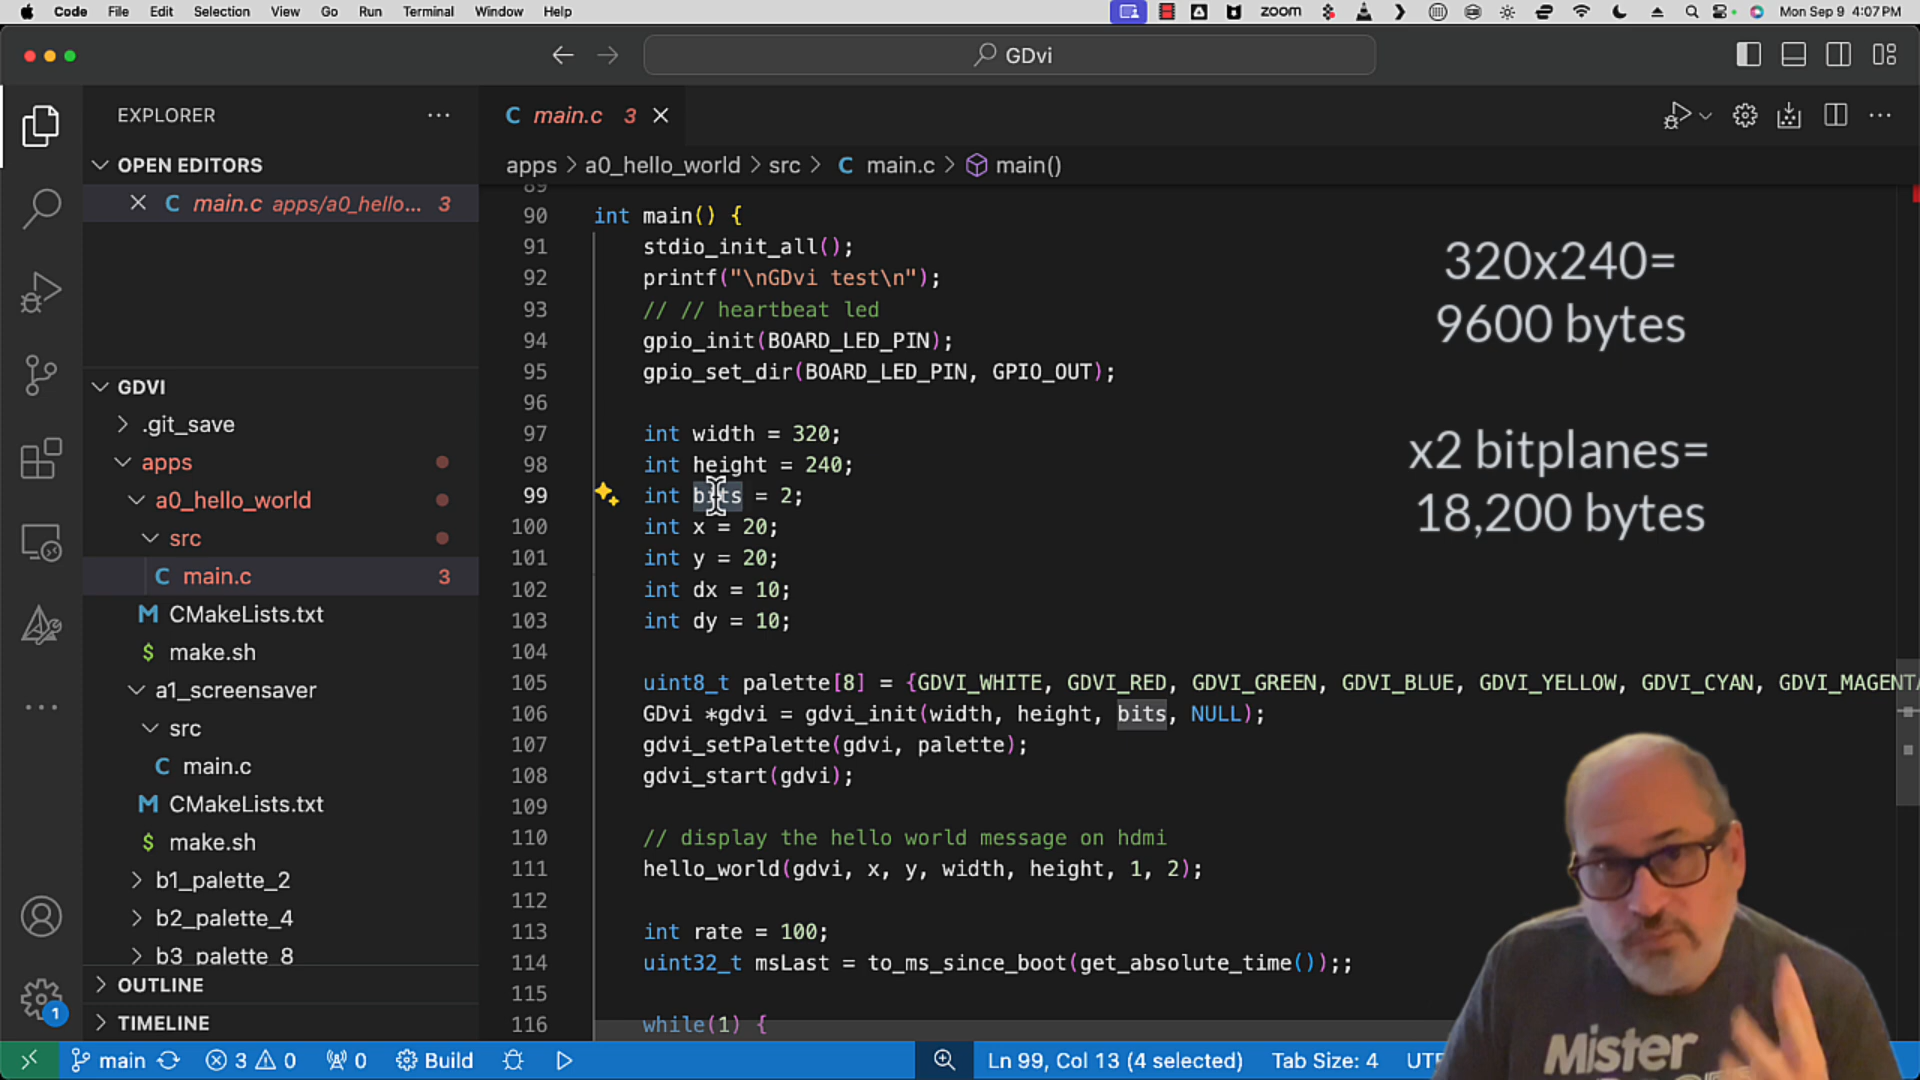 Code File Edit Selection View Go Run Terminal Window Help zoom Mon Sep 9 4:07 PM
GDvi
EXPLORER
main.c 3
OPEN EDITORS
apps > a0_hello_world > src > C main.c > main()
main.c apps/a0_hello... 3
89
90 int main() {
91 stdio_init_all();
92 printf("\nGDvi test\n");
93 // // heartbeat led
94 gpio_init(BOARD_LED_PIN);
95 gpio_set_dir(BOARD_LED_PIN, GPIO_OUT);
96
97 int width = 320;
98 int height = 240;
99 int bits = 2;
100 int x = 20;
101 int y = 20;
102 int dx = 10;
103 int dy = 10;
104
105 uint8_t palette[8] = {GDVI_WHITE, GDVI_RED, GDVI_GREEN, GDVI_BLUE, GDVI_YELLOW, GDVI_CYAN, GDVI_MAGENTA
106 GDvi *gdvi = gdvi_init(width, height, bits, NULL);
107 gdvi_setPalette(gdvi, palette);
108 gdvi_start(gdvi);
109
110 // display the hello world message on hdmi
111 hello_world(gdvi, x, y, width, height, 1, 2);
112
113 int rate = 100;
114 uint32_t msLast = to_ms_since_boot(get_absolute_time());;
115
116 while(1) {
320x240=
9600 bytes
x2 bitplanes=
18,200 bytes
GDVI
.git_save
apps
a0_hello_world
src
C main.c 3
M CMakeLists.txt
$ make.sh
a1_screensaver
src
C main.c
M CMakeLists.txt
$ make.sh
b1_palette_2
b2_palette_4
b3_palette_8
OUTLINE
TIMELINE
1
Mister
main 3 0 0 Build Ln 99, Col 13 (4 selected) Tab Size: 4